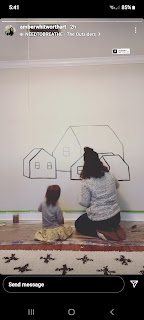 5:41
85%
amberwhitworthart 2h
NEEDTOBREATHE · The Outsiders >
Send message